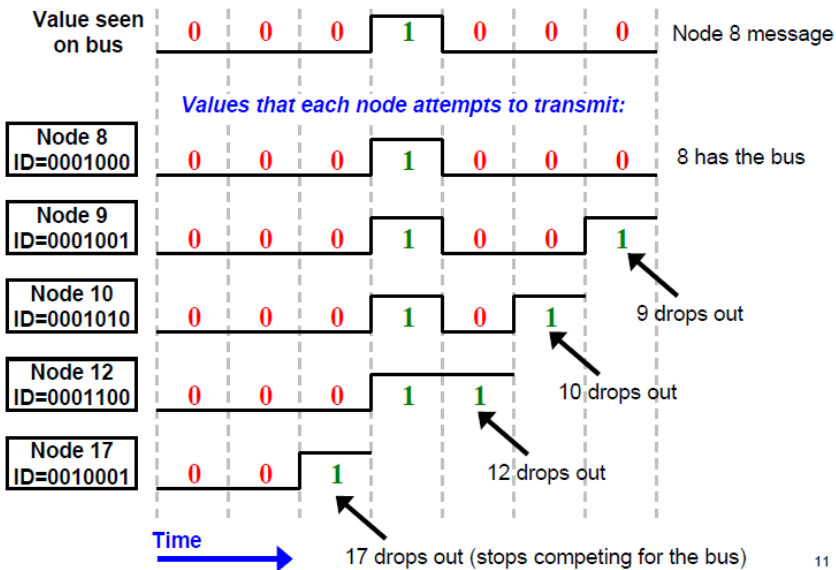 Value seen
on bus
0 0 0 1 0 0 0
Node 8 message
Values that each node attempts to transmit:
Node 8
ID=0001000
0 0 0 1 0 0 0
8 has the bus
Node 9
ID=0001001
0 0 0 1 0 0 1
9 drops out
Node 10
ID=0001010
0 0 0 1 0 1
10 drops out
Node 12
ID=0001100
0 0 0 1 1
12 drops out
Node 17
ID=0010001
0 0 1
Time
17 drops out (stops competing for the bus)
11